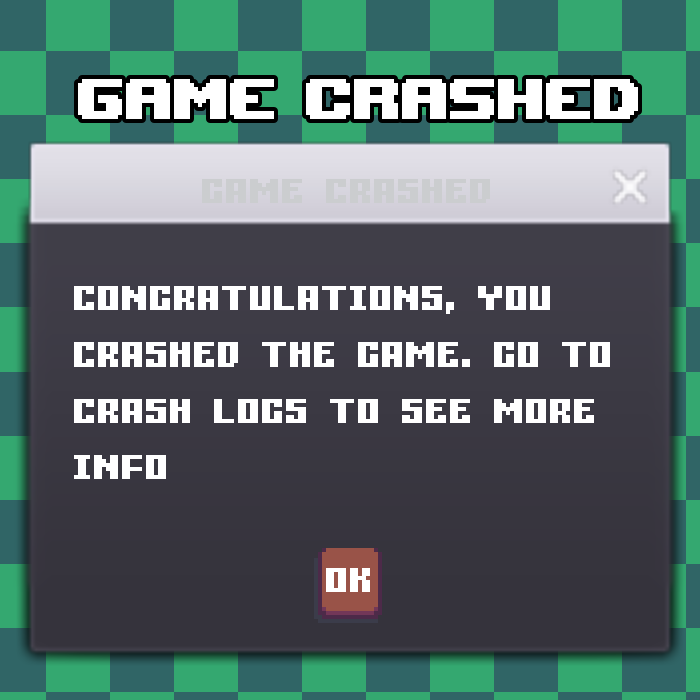 GAME CRASHED
GAME CRASHED
CONGRATULATIONS, YOU
CRASHED THE GAME. GO TO
CRASH LOGS TO SEE MORE
INFO
OK